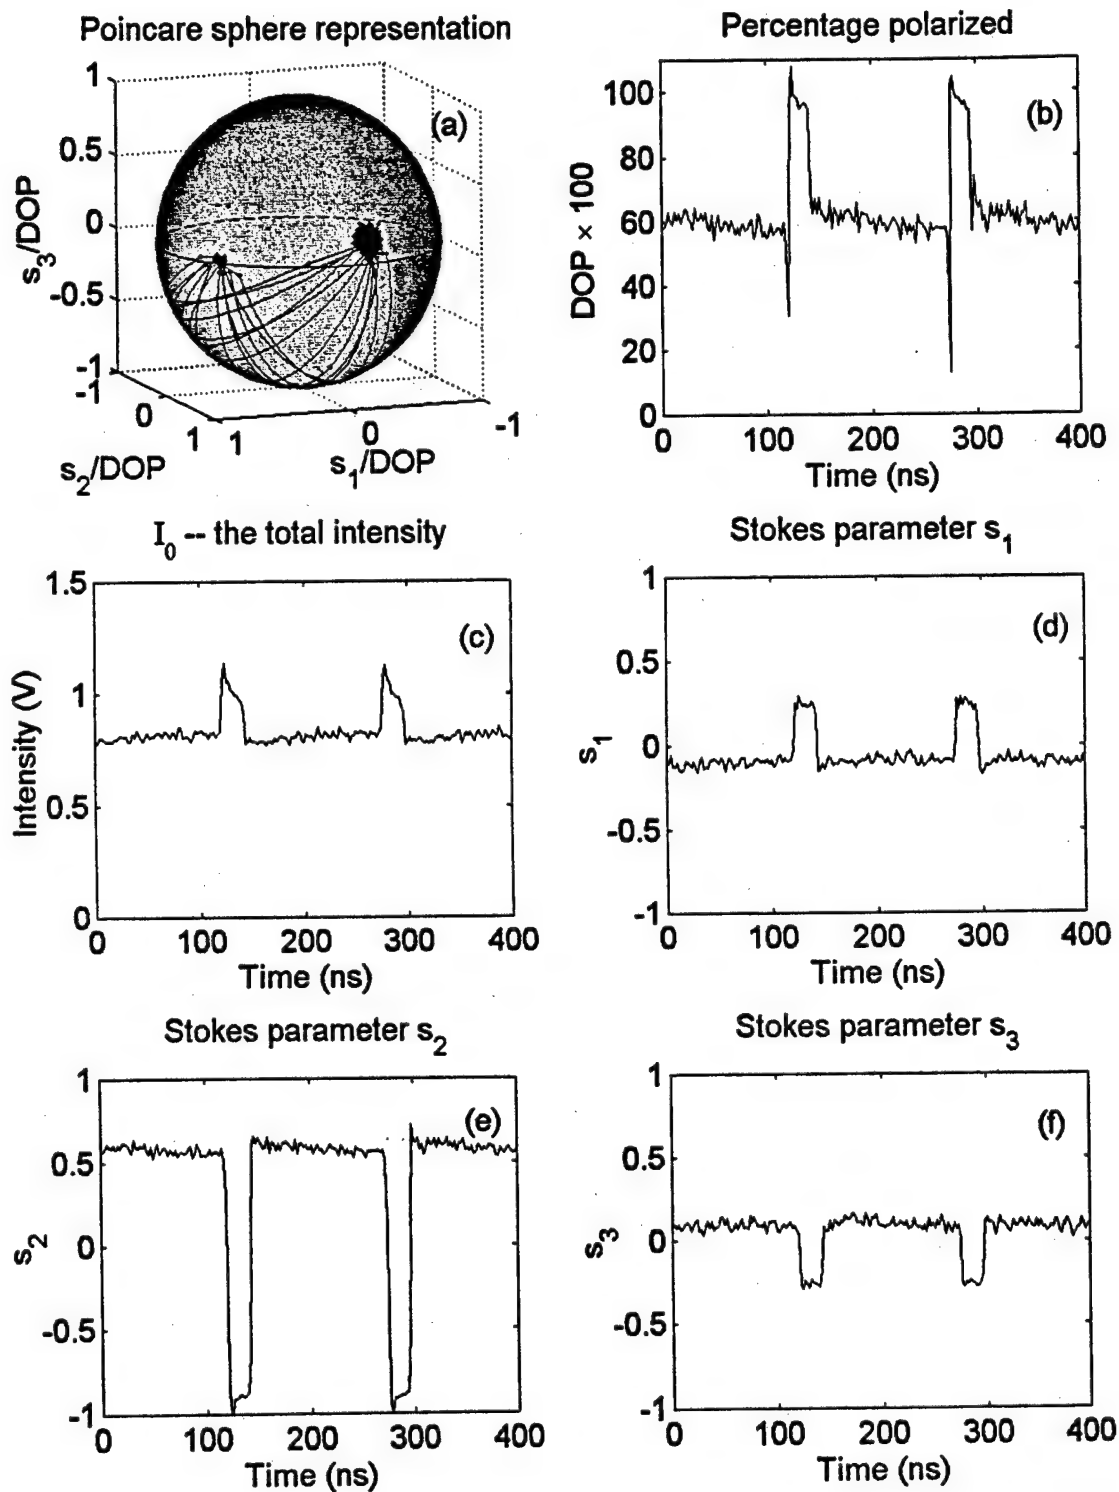 Poincare sphere representation
(a)
1
0.5
0
-0.5
-1
s3/DOP
-1
0
1
s2/DOP
1
0
-1
s1/DOP
Percentage polarized
(b)
100
80
60
40
20
0
DOP × 100
0 100 200 300 400
Time (ns)
I0 -- the total intensity
(c)
1.5
1
0.5
0
Intensity (V)
0 100 200 300 400
Time (ns)
Stokes parameter s1
(d)
1
0.5
0
-0.5
-1
s1
0 100 200 300 400
Time (ns)
Stokes parameter s2
(e)
1
0.5
0
-0.5
-1
s2
0 100 200 300 400
Time (ns)
Stokes parameter s3
(f)
1
0.5
0
-0.5
-1
s3
0 100 200 300 400
Time (ns)